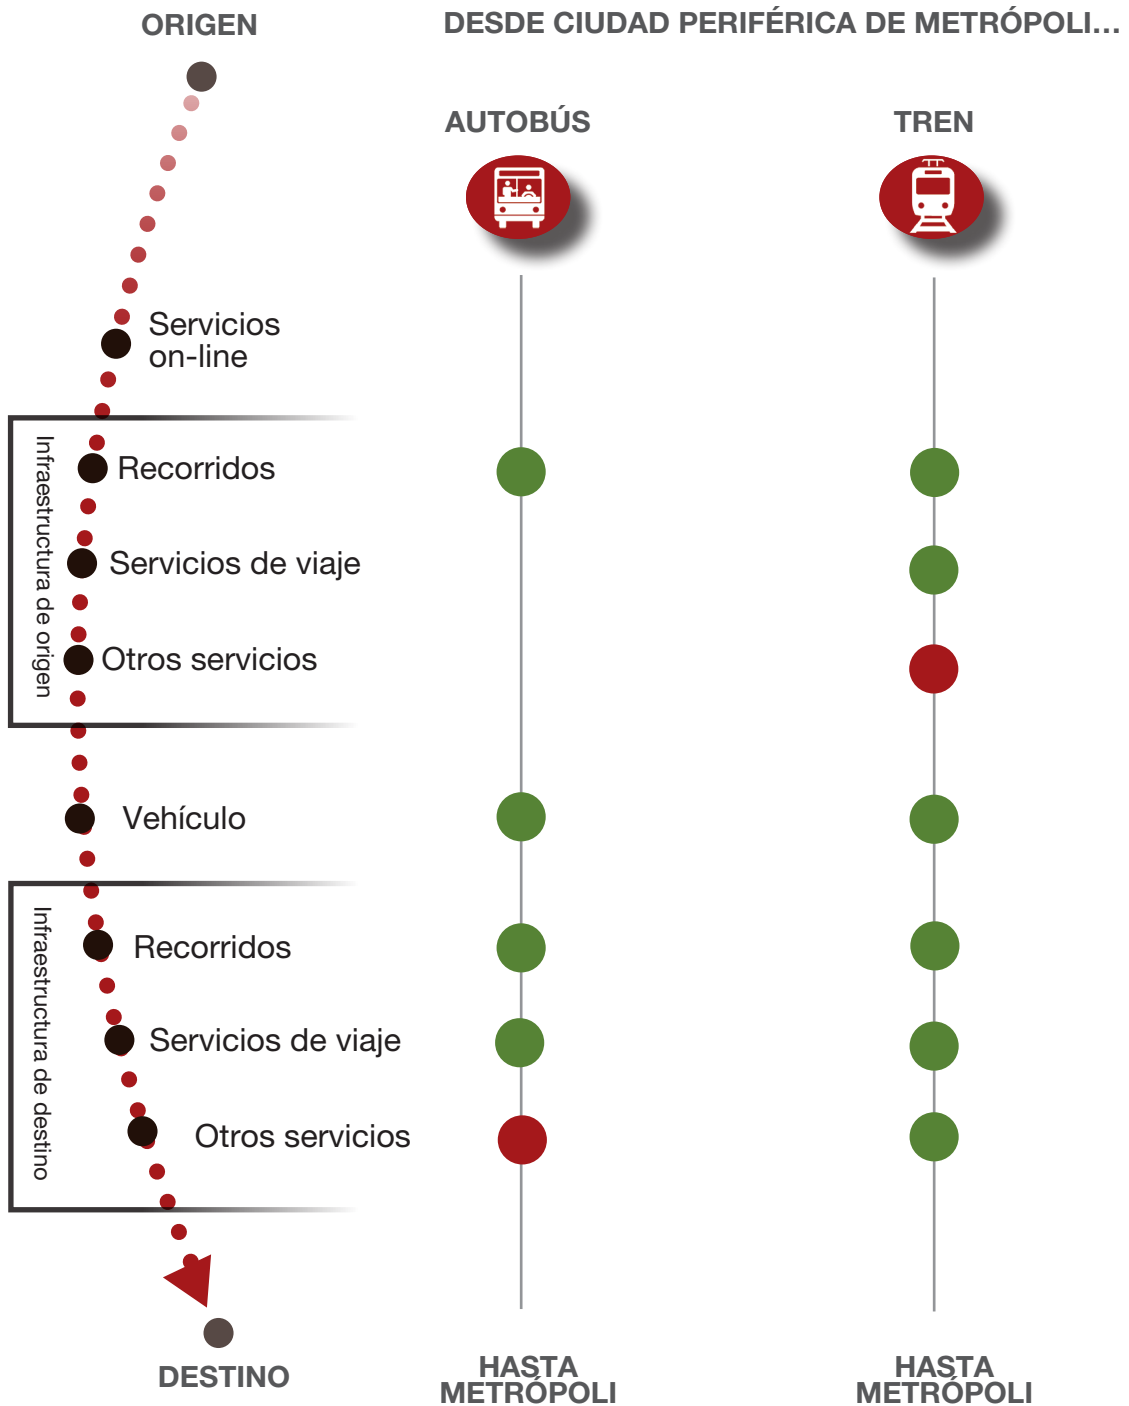 ORIGEN
DESDE CIUDAD PERIFÉRICA DE METRÓPOLI...
AUTOBÚS
TREN
Servicios
on-line
Infraestructura de origen
Recorridos
Servicios de viaje
Otros servicios
Vehículo
Infraestructura de destino
Recorridos
Servicios de viaje
Otros servicios
DESTINO
HASTA
METRÓPOLI
HASTA
METRÓPOLI